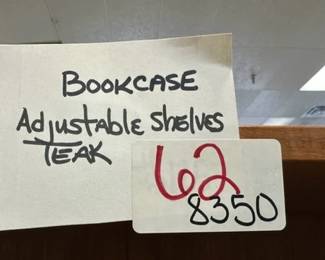 Bookcase
Adjustable Shelves
Teak
62
8350